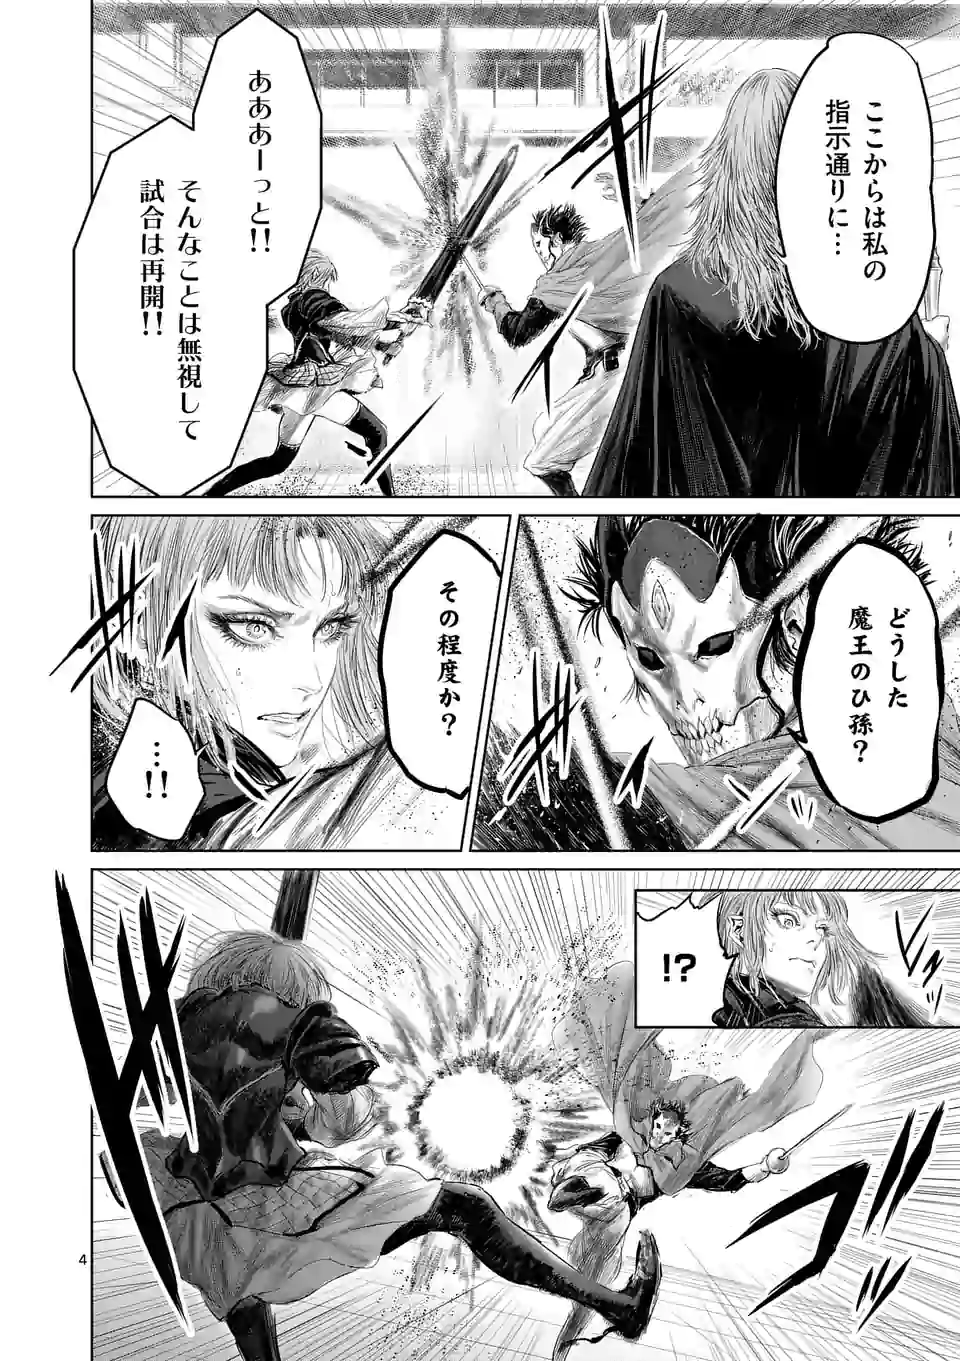 ここからは私の
指示通りに…
あああーっと!!
そんなことは無視して
試合は再開!!
どうした
魔王のひ孫?
その程度か?
…!!
!?
4